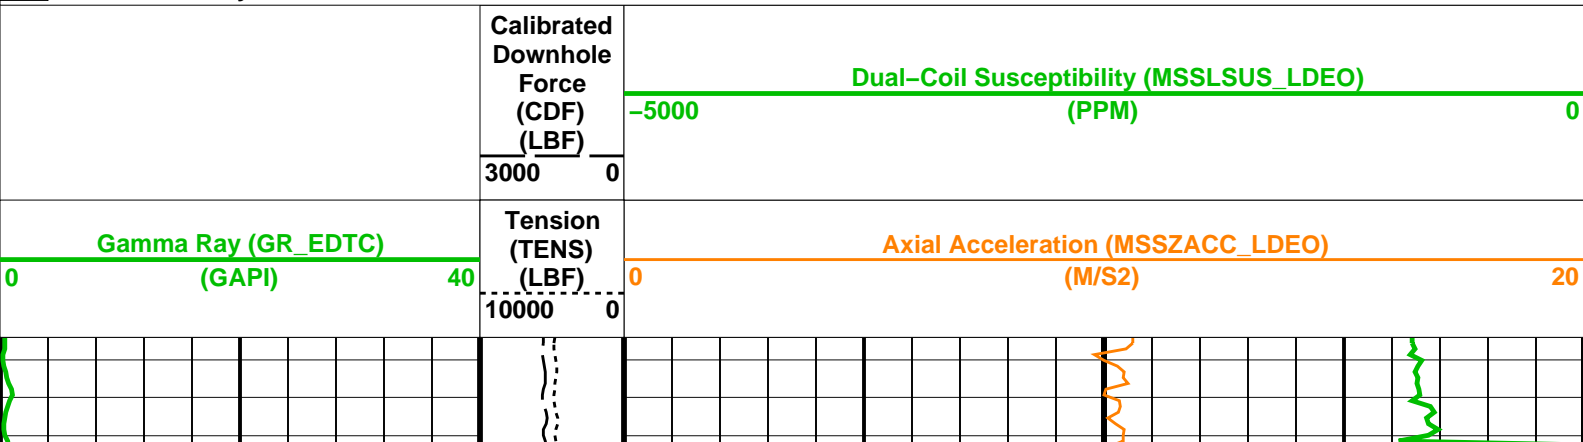 Calibrated
Downhole
Force
(CDF)
(LBF)
3000 0
Dual−Coil Susceptibility (MSSLSUS_LDEO)
−5000 (PPM) 0
Gamma Ray (GR_EDTC)
0 (GAPI) 40
Tension
(TENS)
(LBF)
10000 0
Axial Acceleration (MSSZACC_LDEO)
0 (M/S2) 20